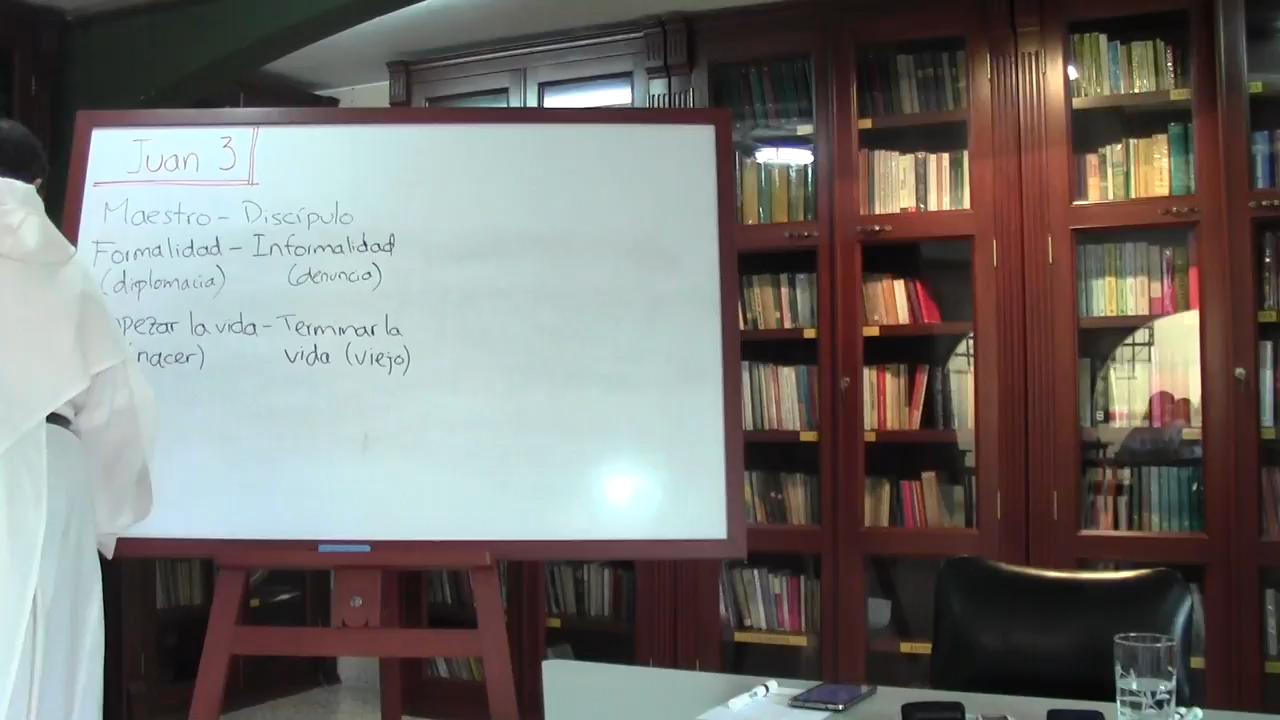 Juan 3
Maestro - Discípulo
Formalidad - Informalidad
(diplomacia) (denuncia)
pezar la vida - Terminar la
nacer) vida (viejo)